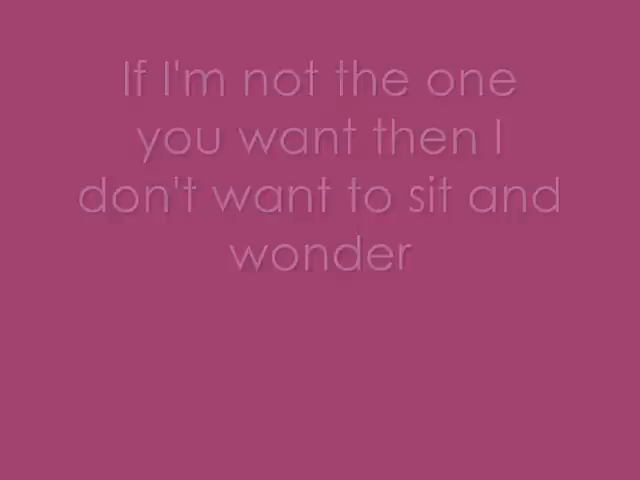 If I'm not the one
you want then I
don't want to sit and
wonder